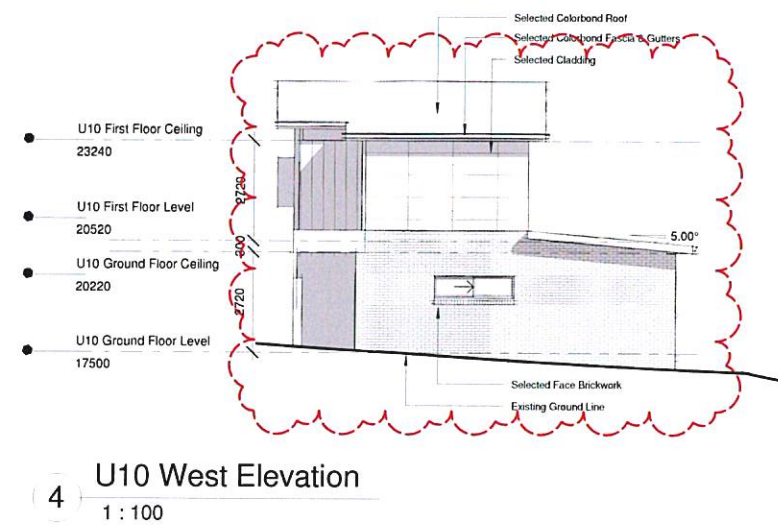 Selected Colorbond Roof
Selected Colorbond Fascia & Gutters
Selected Cladding
U10 First Floor Ceiling
23240
2720
U10 First Floor Level
20520
5.00°
300
U10 Ground Floor Ceiling
20220
2720
U10 Ground Floor Level
17500
Selected Face Brickwork
Existing Ground Line
4
U10 West Elevation
1 : 100